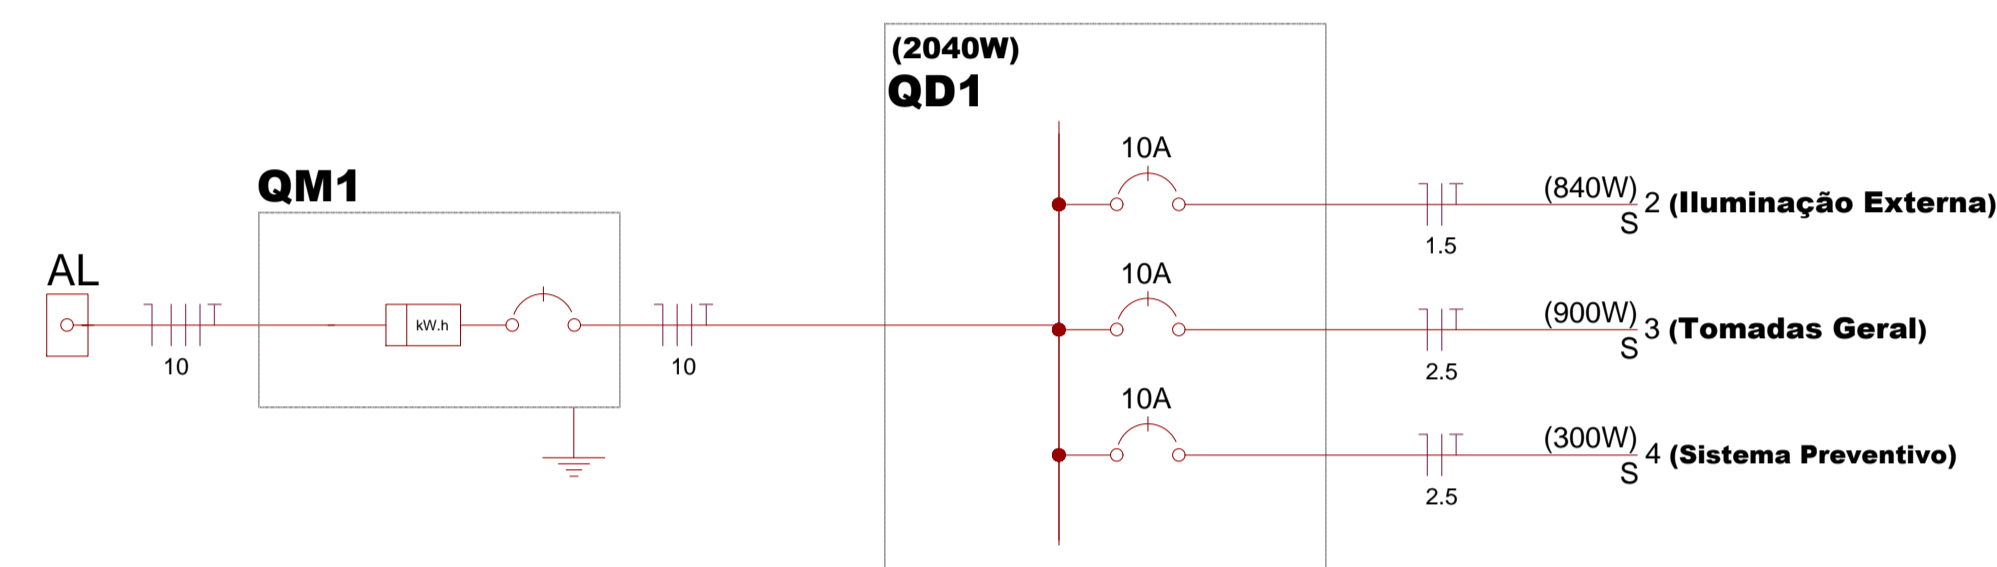 (2040W)
QD1
QM1
AL
10
kW.h
10
10A
(840W)
2 (Iluminação Externa)
S
1.5
10A
(900W)
3 (Tomadas Geral)
S
2.5
10A
(300W)
4 (Sistema Preventivo)
S
2.5